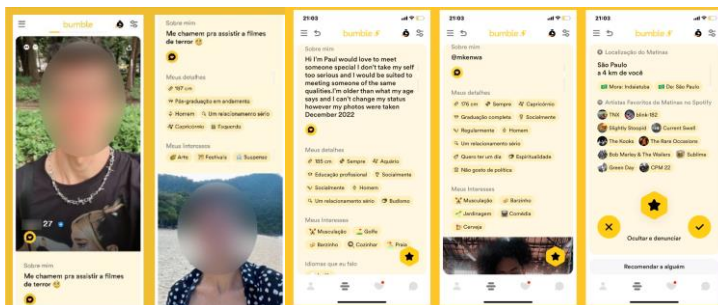 bumble
27
Sobre mim
Me chamem pra assistir a filmes
de terror
Sobre mim
Me chamem pra assistir a filmes
de terror
Meus detalhes
167 cm
Pós-graduação em andamento
Homem
Um relacionamento sério
Capricórnio
Esquerda
Meus Interesses
Arts
Festivais
Suspense
21:03
bumble
Sobre mim
Hi I'm Paul would love to meet
someone special I don't take my self
too serious and I would be suited to
meeting someone of the same
qualities.I'm older than what my age
says and I can't change my status
however my photos were taken
December 2022
Meus detalhes
185 cm
Sempre
Aquário
Educação profissional
Socialmente
Socialmente
Homem
Um relacionamento sério
Budismo
Meus Interesses
Musculação
Golfe
Barzinho
Cozinhar
Praia
Idiomas que eu falo
21:03
bumble
Sobre mim
@mkenwa
Meus detalhes
176 cm
Sempre
Capricórnio
Graduação completa
Socialmente
Regularmente
Homem
Um relacionamento sério
Quero ter um dia
Espiritualidade
Não gosto de política
Meus Interesses
Musculação
Barzinho
Jardinagem
Comédia
Cerveja
21:03
bumble
Localização do Matinas
São Paulo
a 4 km de você
Mora: Indaiatuba
De: São Paulo
Artistas Favoritos da Matinas no Spotify
TNX
blink-182
Slightly Stoopid
Current Swell
The Kooks
The Rare Occasions
Bob Marley & The Wailers
Sublime
Green Day
CPM 22
Ocultar e denunciar
Recomendar a alguém